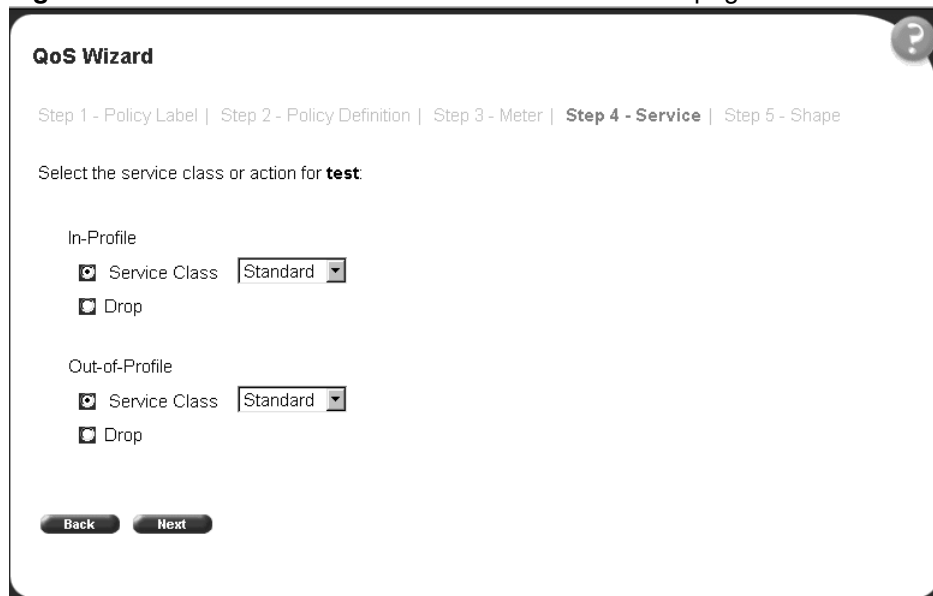 QoS Wizard
?
Step 1 - Policy Label | Step 2 - Policy Definition | Step 3 - Meter | Step 4 - Service | Step 5 - Shape
Select the service class or action for test:
In-Profile
Service Class Standard
Drop
Out-of-Profile
Service Class Standard
Drop
Back Next